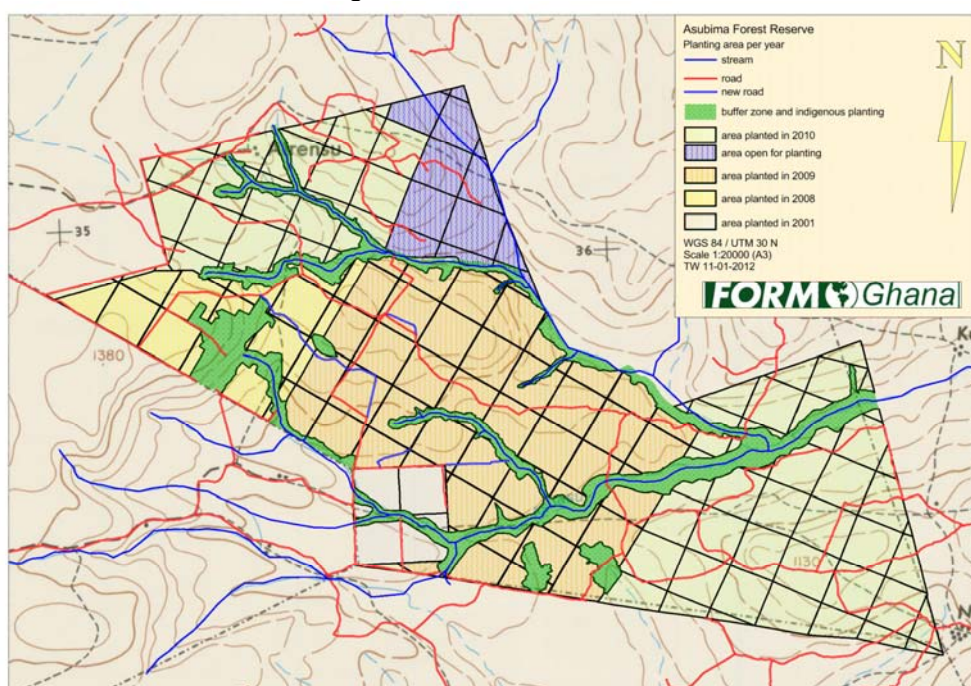 Asubima Forest Reserve
Planting area per year
stream
road
new road
buffer zone and indigenous planting
area planted in 2010
area open for planting
area planted in 2009
area planted in 2008
area planted in 2001
WGS 84 / UTM 30 N
Scale 1:20000 (A3)
TW 11-01-2012
N
FORM Ghana
35
36
1380
1130